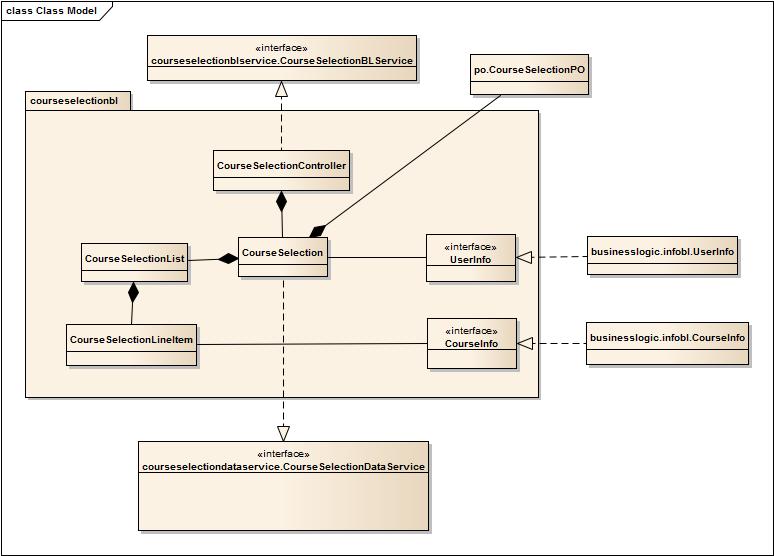 class Class Model
«interface»
courseselectionblservice.CourseSelectionBLService
po.CourseSelectionPO
courseselectionbl
CourseSelectionController
CourseSelectionList
CourseSelection
«interface»
UserInfo
businesslogic.infobl.UserInfo
CourseSelectionLineItem
«interface»
CourseInfo
businesslogic.infobl.CourseInfo
«interface»
courseselectiondataservice.CourseSelectionDataService